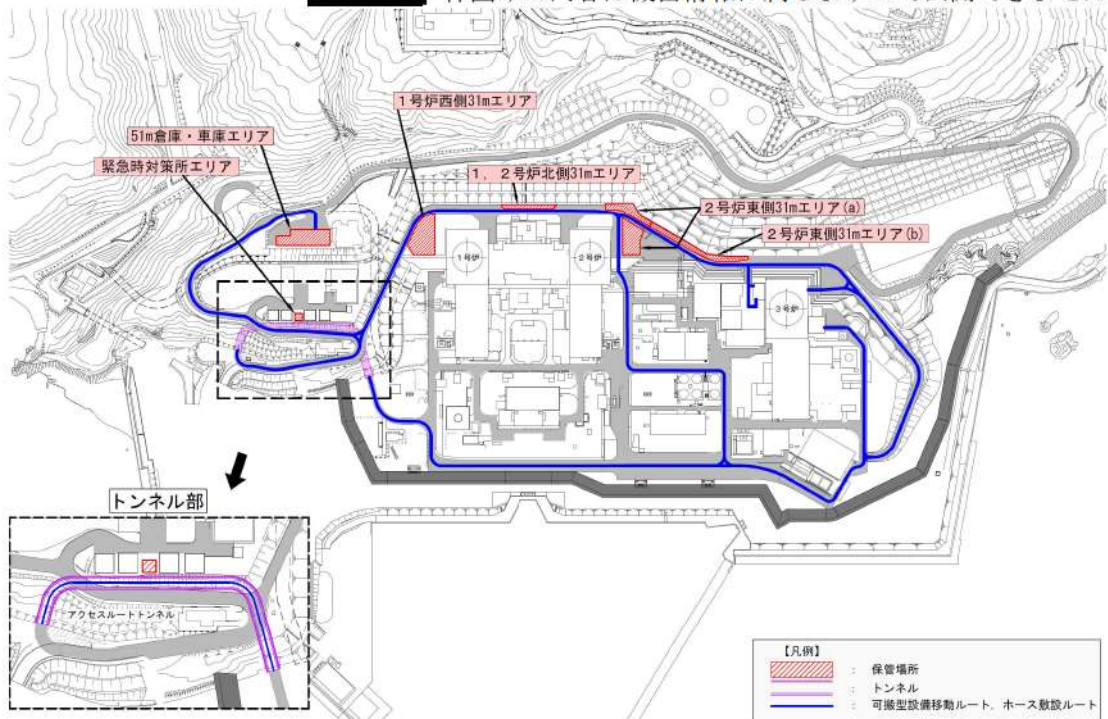 1号炉西側31mエリア
51m倉庫・車庫エリア
緊急時対策所エリア
1，2号炉北側31mエリア
2号炉東側31mエリア(a)
2号炉東側31mエリア(b)
1号炉
2号炉
3号炉
トンネル部
アクセスルートトンネル
【凡例】
： 保管場所
： トンネル
： 可搬型設備移動ルート，ホース敷設ルート